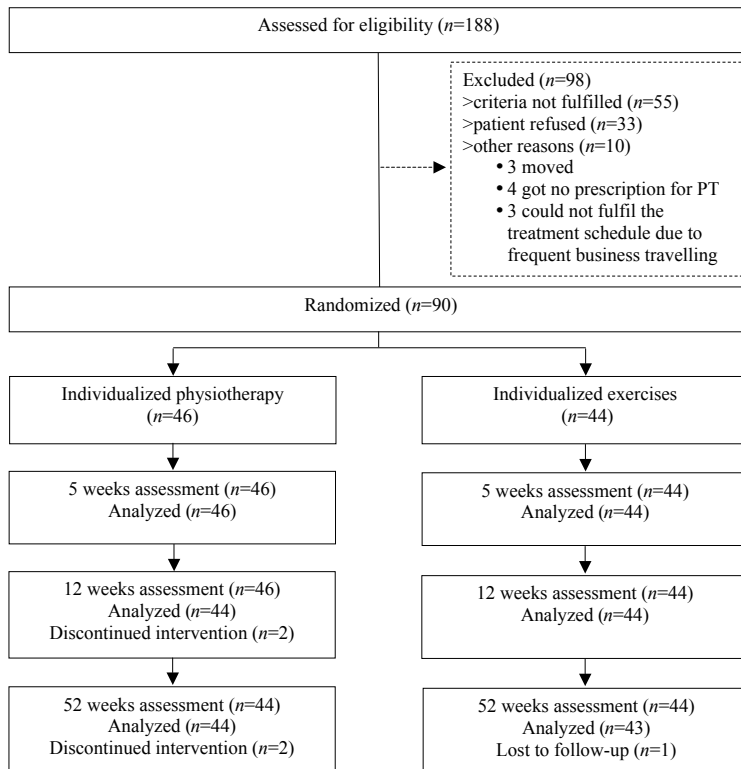 Assessed for eligibility (n=188)
Excluded (n=98)
>criteria not fulfilled (n=55)
>patient refused (n=33)
>other reasons (n=10)
• 3 moved
• 4 got no prescription for PT
• 3 could not fulfil the
treatment schedule due to
frequent business travelling
Randomized (n=90)
Individualized physiotherapy
(n=46)
Individualized exercises
(n=44)
5 weeks assessment (n=46)
Analyzed (n=46)
5 weeks assessment (n=44)
Analyzed (n=44)
12 weeks assessment (n=46)
Analyzed (n=44)
Discontinued intervention (n=2)
12 weeks assessment (n=44)
Analyzed (n=44)
52 weeks assessment (n=44)
Analyzed (n=44)
Discontinued intervention (n=2)
52 weeks assessment (n=44)
Analyzed (n=43)
Lost to follow-up (n=1)